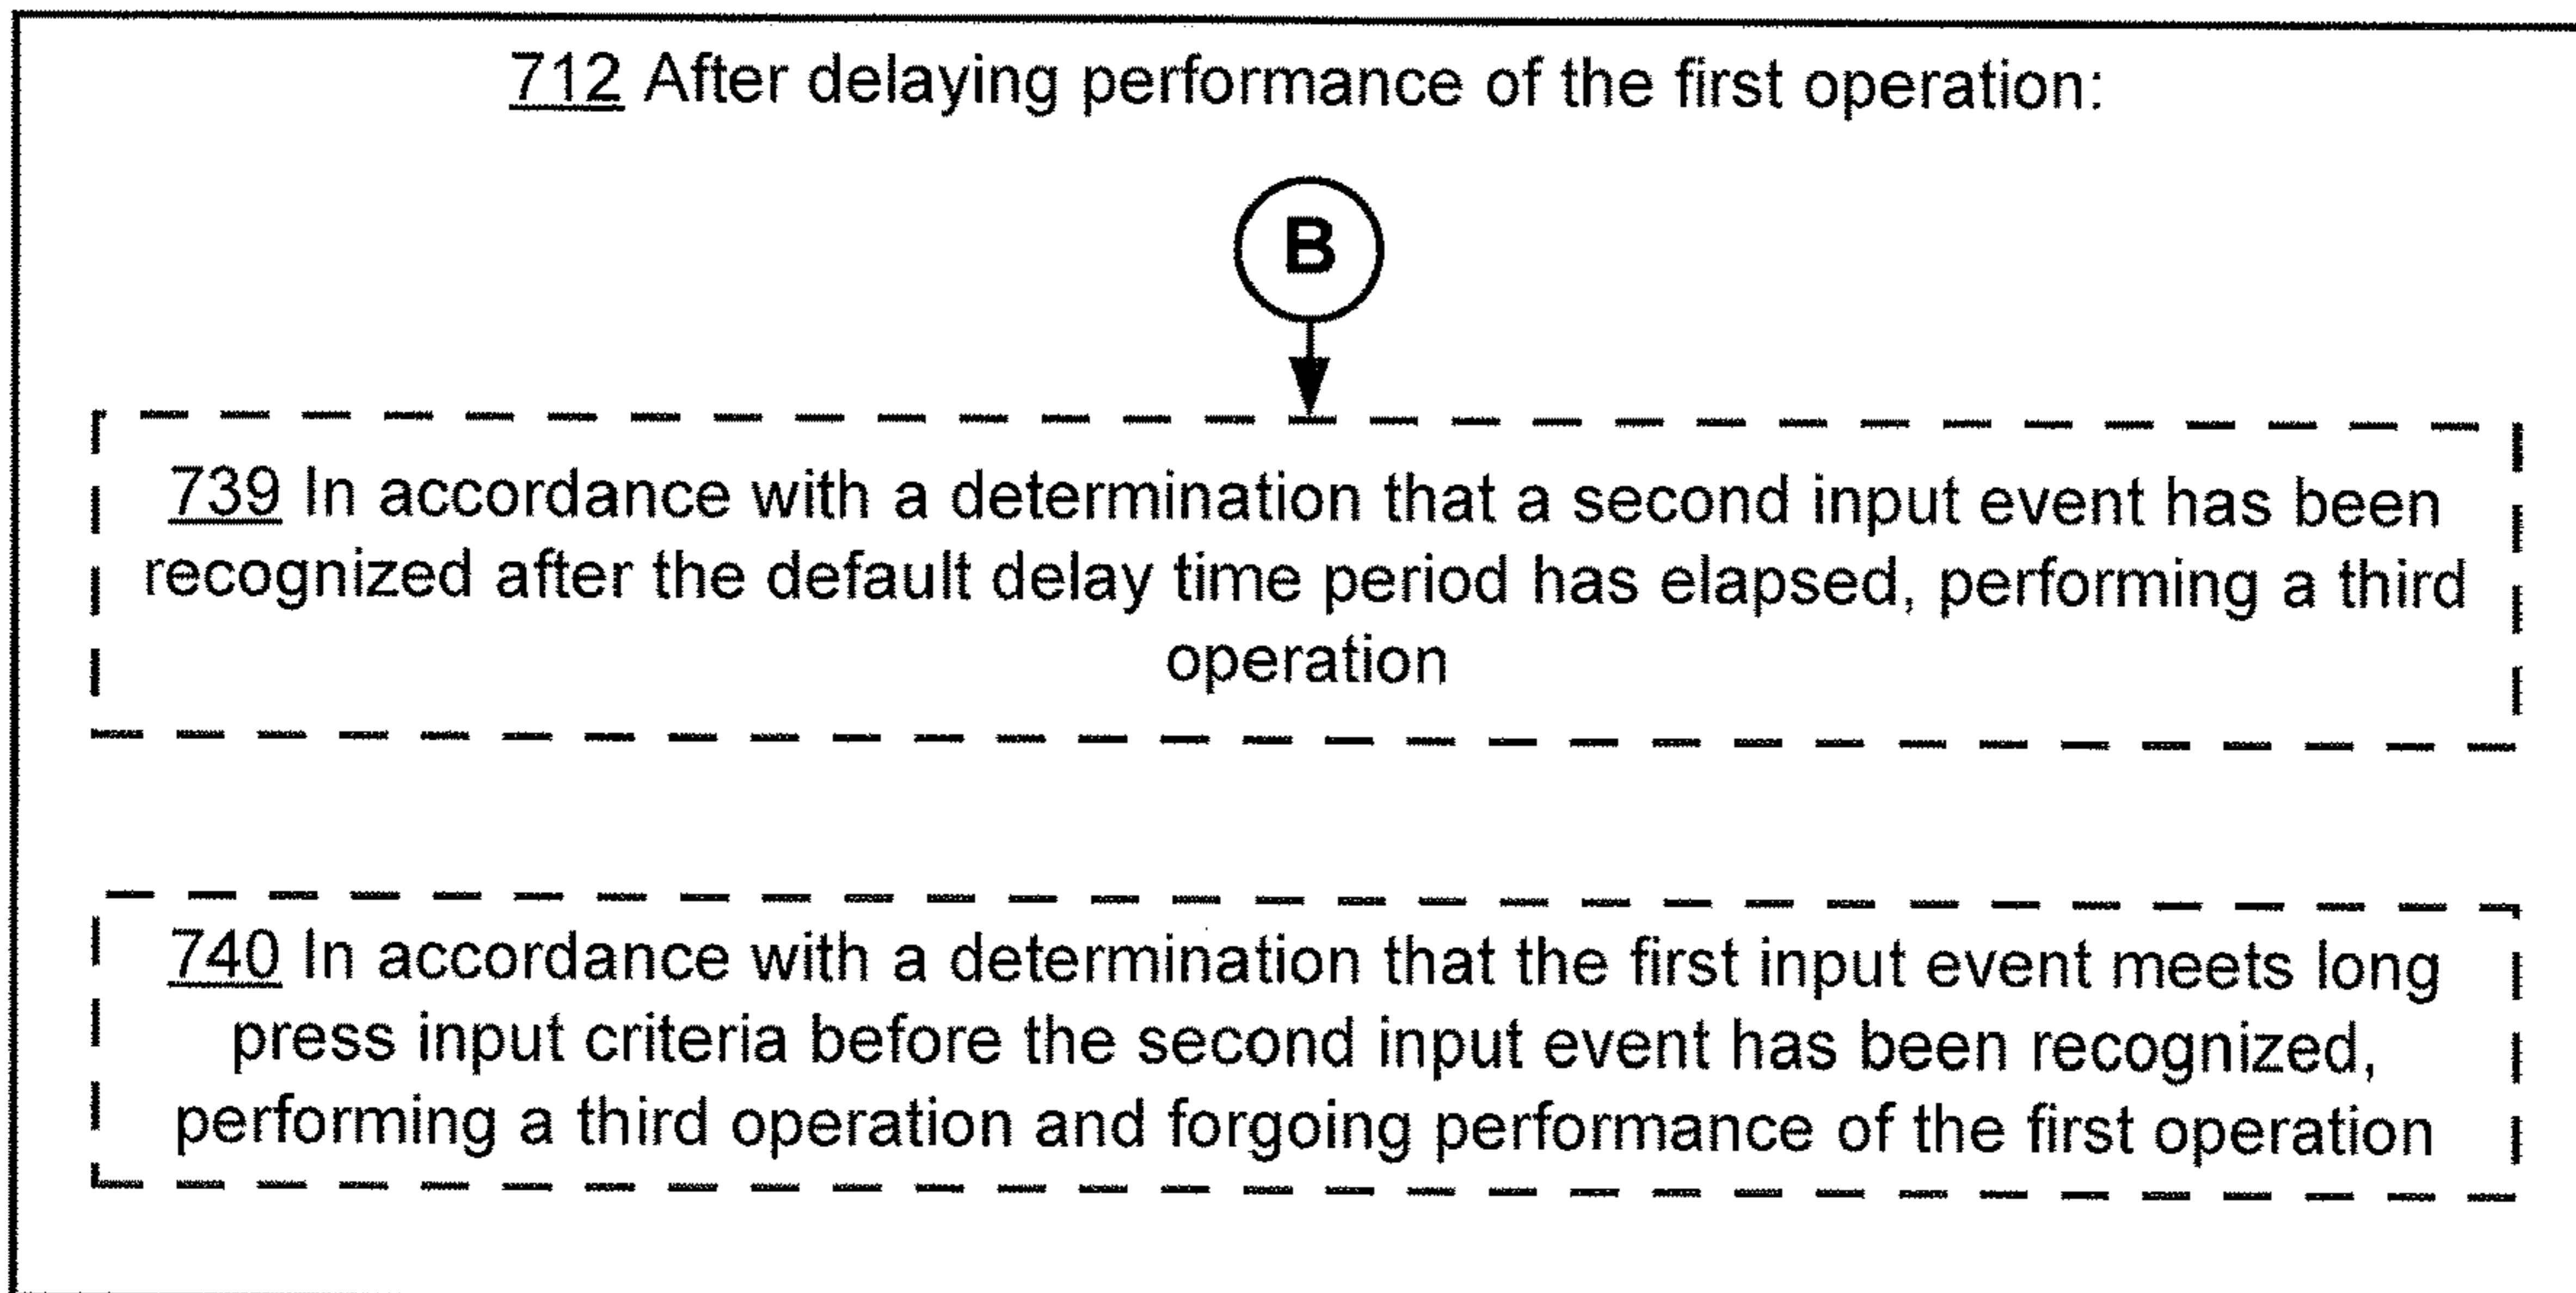 712 After delaying performance of the first operation:
B
739 In accordance with a determination that a second input event has been
recognized after the default delay time period has elapsed, performing a third
operation
740 In accordance with a determination that the first input event meets long
press input criteria before the second input event has been recognized,
performing a third operation and forgoing performance of the first operation